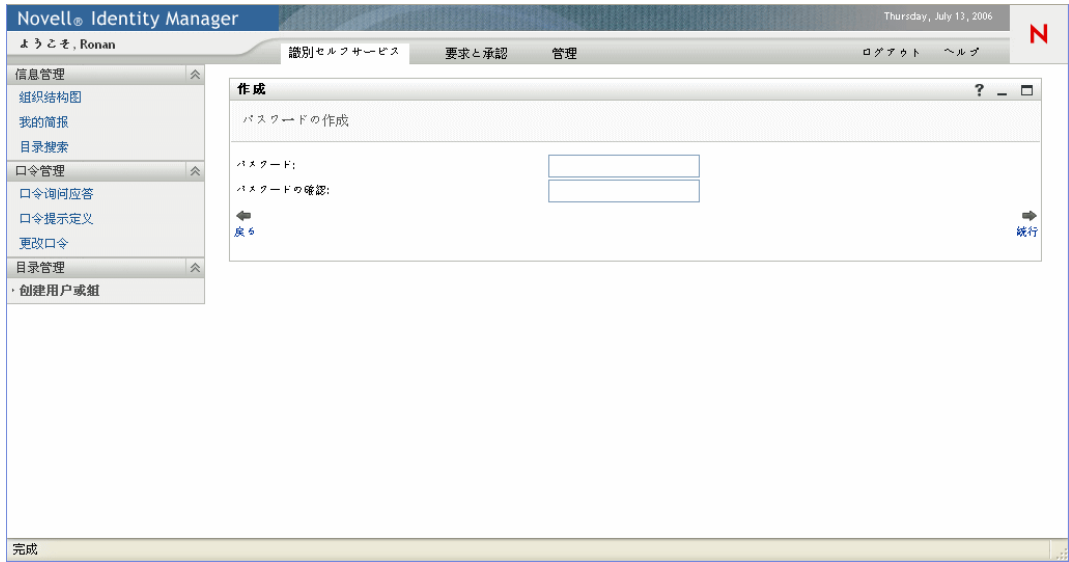 Novell® Identity Manager
Thursday, July 13, 2006
N
ようこそ, Ronan
識別セルフサービス 要求と承認 管理 ログアウト ヘルプ
信息管理
组织结构图
我的简报
目录搜索
口令管理
口令询问应答
口令提示定义
更改口令
目录管理
创建用户或组
作成
?
パスワードの作成
パスワード:
パスワードの確認:
戻る
続行
完成